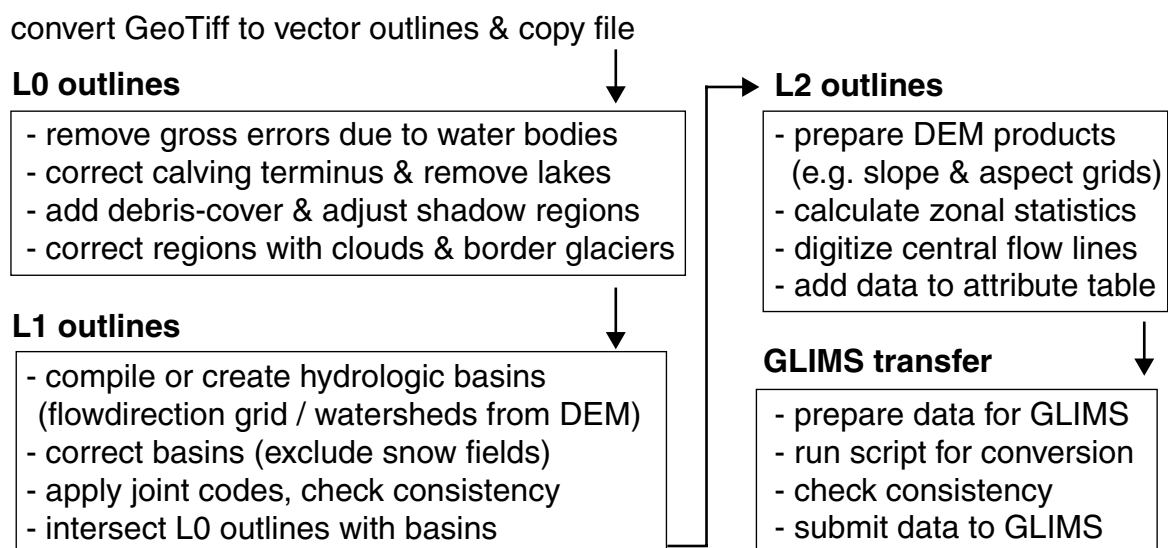 convert GeoTiff to vector outlines & copy file
L0 outlines
- remove gross errors due to water bodies
- correct calving terminus & remove lakes
- add debris-cover & adjust shadow regions
- correct regions with clouds & border glaciers
L1 outlines
- compile or create hydrologic basins
(flowdirection grid / watersheds from DEM)
- correct basins (exclude snow fields)
- apply joint codes, check consistency
- intersect L0 outlines with basins
L2 outlines
- prepare DEM products
(e.g. slope & aspect grids)
- calculate zonal statistics
- digitize central flow lines
- add data to attribute table
GLIMS transfer
- prepare data for GLIMS
- run script for conversion
- check consistency
- submit data to GLIMS